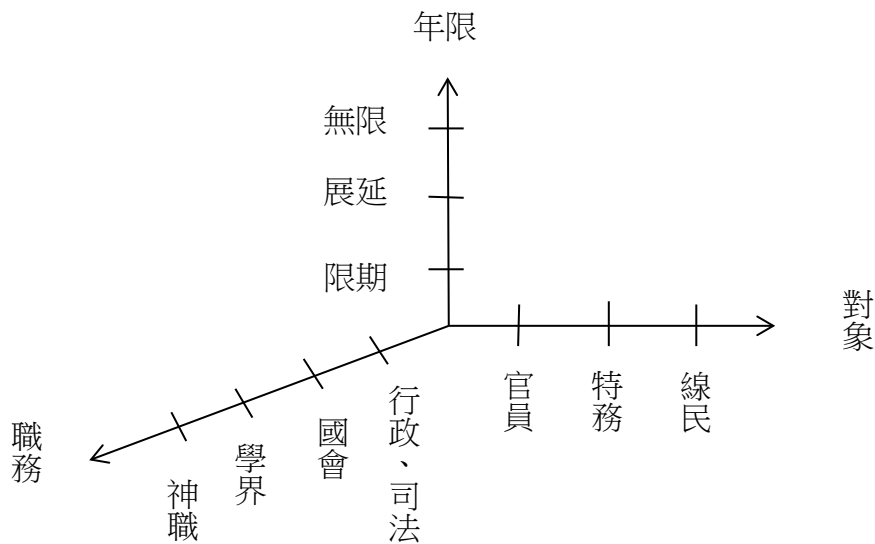 年限
無限
展延
限期
對象
官員
特務
線民
行政、司法
國會
學界
神職
職務